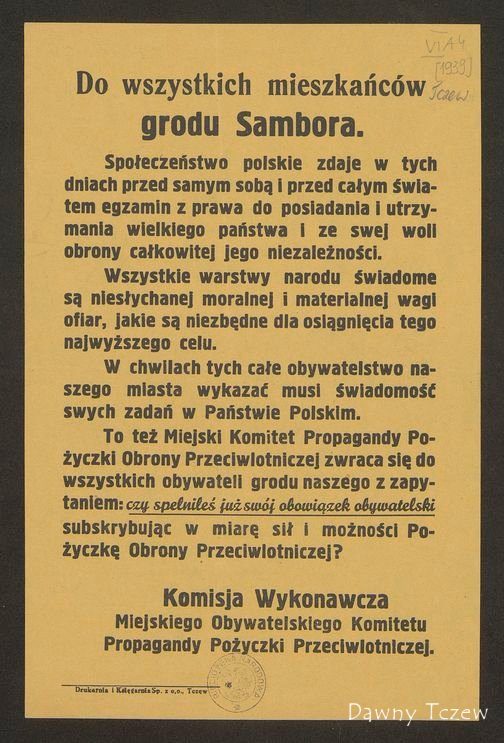 VI A 4
[1939]
Tczew
Do wszystkich mieszkańców
grodu Sambora.
Społeczeństwo polskie zdaje w tych
dniach przed samym sobą i przed całym świa-
tem egzamin z prawa do posiadania i utrzy-
mania wielkiego państwa i ze swej woli
obrony całkowitej jego niezależności.
Wszystkie warstwy narodu świadome
są niesłychanej moralnej i materialnej wagi
ofiar, jakie są niezbędne dla osiągnięcia tego
najwyższego celu.
W chwilach tych całe obywatelstwo na-
szego miasta wykazać musi świadomość
swych zadań w Państwie Polskim.
To też Miejski Komitet Propagandy Po-
życzki Obrony Przeciwlotniczej zwraca się do
wszystkich obywateli grodu naszego z zapy-
taniem: czy spełniłeś już swój obowiązek obywatelski
subskrybując w miarę sił i możności Po-
życzkę Obrony Przeciwlotniczej?
Komisja Wykonawcza
Miejskiego Obywatelskiego Komitetu
Propagandy Pożyczki Przeciwlotniczej.
Drukarnia i Księgarnia Sp. z o.o., Tczew
Dawny Tczew